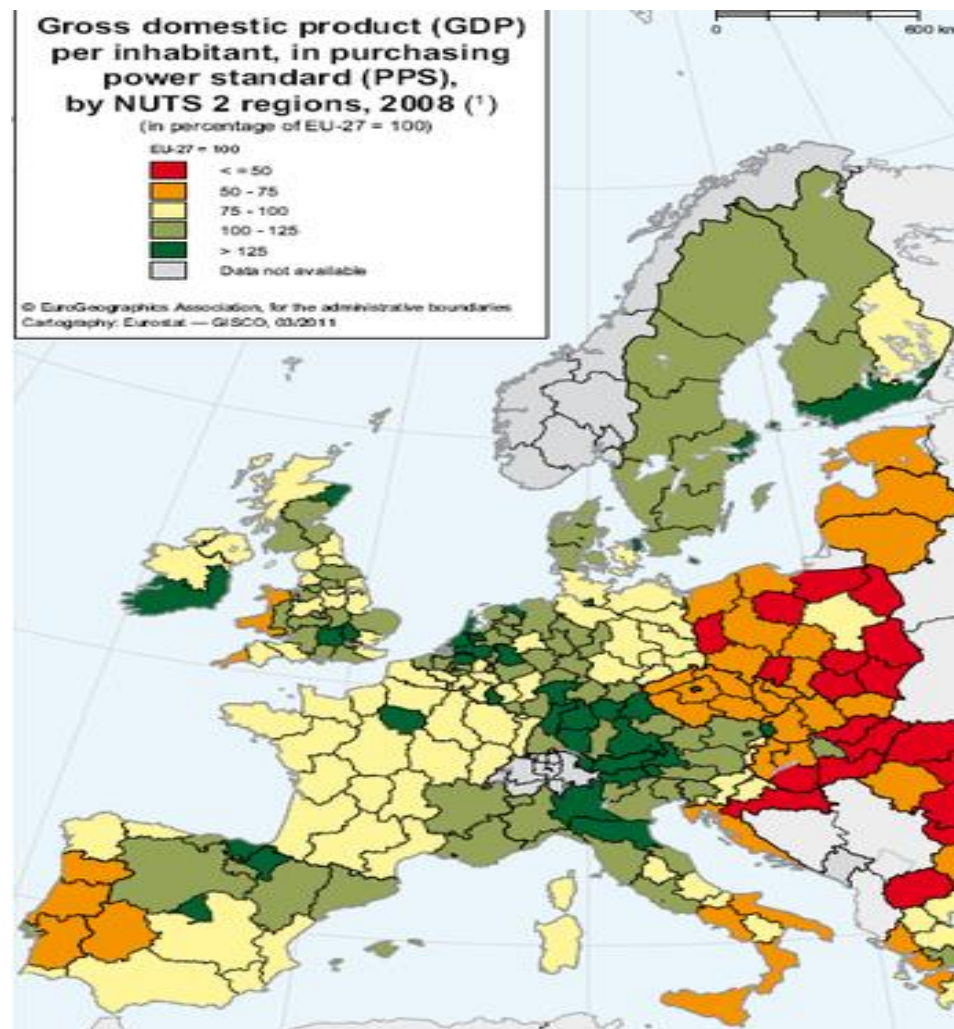 Gross domestic product (GDP)
per inhabitant, in purchasing
power standard (PPS),
by NUTS 2 regions, 2008 (¹)
(in percentage of EU-27 = 100)
EU-27 = 100
< = 50
50 - 75
75 - 100
100 - 125
> 125
Data not available
© EuroGeographics Association, for the administrative boundaries
Cartography: Eurostat — GISCO, 03/2011
0 600 km